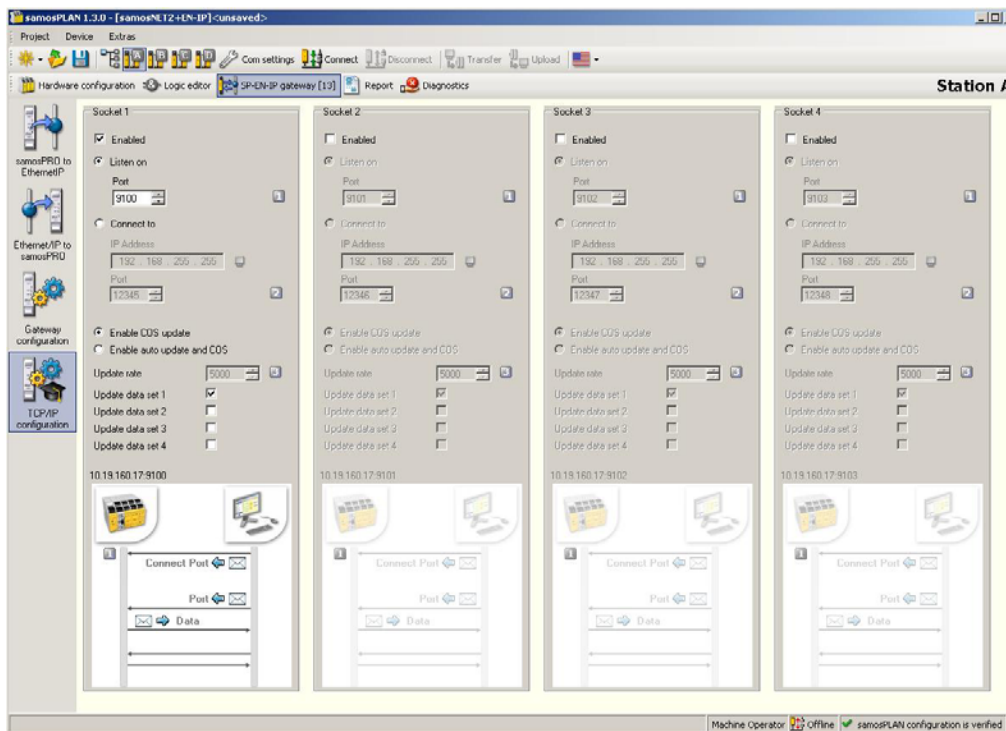 samosPLAN 1.3.0 - [samosNET2+EN-IP]<unsaved>
Project Device Extras
A B C D Com settings Connect Disconnect Transfer Upload
Hardware configuration Logic editor SP-EN-IP gateway [13] Report Diagnostics Station A
samosPRO to EthernetIP
Ethernet/IP to samosPRO
Gateway configuration
TCP/IP configuration
Socket 1
Enabled
Listen on
Port
9100
1
Connect to
IP Address
192 . 168 . 255 . 255
Port
12345
2
Enable COS update
Enable auto update and COS
Update rate 5000
Update data set 1
Update data set 2
Update data set 3
Update data set 4
10.19.160.17:9100
1
Connect Port
Port
Data
Socket 2
Enabled
Listen on
Port
9101
1
Connect to
IP Address
192 . 168 . 255 . 255
Port
12346
2
Enable COS update
Enable auto update and COS
Update rate 5000
Update data set 1
Update data set 2
Update data set 3
Update data set 4
10.19.160.17:9101
1
Connect Port
Port
Data
Socket 3
Enabled
Listen on
Port
9102
1
Connect to
IP Address
192 . 168 . 255 . 255
Port
12347
2
Enable COS update
Enable auto update and COS
Update rate 5000
Update data set 1
Update data set 2
Update data set 3
Update data set 4
10.19.160.17:9102
1
Connect Port
Port
Data
Socket 4
Enabled
Listen on
Port
9103
1
Connect to
IP Address
192 . 168 . 255 . 255
Port
12348
2
Enable COS update
Enable auto update and COS
Update rate 5000
Update data set 1
Update data set 2
Update data set 3
Update data set 4
10.19.160.17:9103
1
Connect Port
Port
Data
Machine Operator Offline samosPLAN configuration is verified